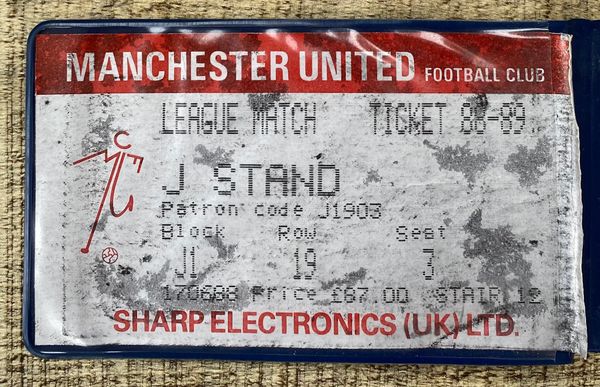 MANCHESTER UNITED FOOTBALL CLUB
LEAGUE MATCH TICKET 88-89.
J STAND
Patron code J1903
Block Row Seat
J1 19 3
170688 Price £87.00 STAIR 12
SHARP ELECTRONICS (UK) LTD.